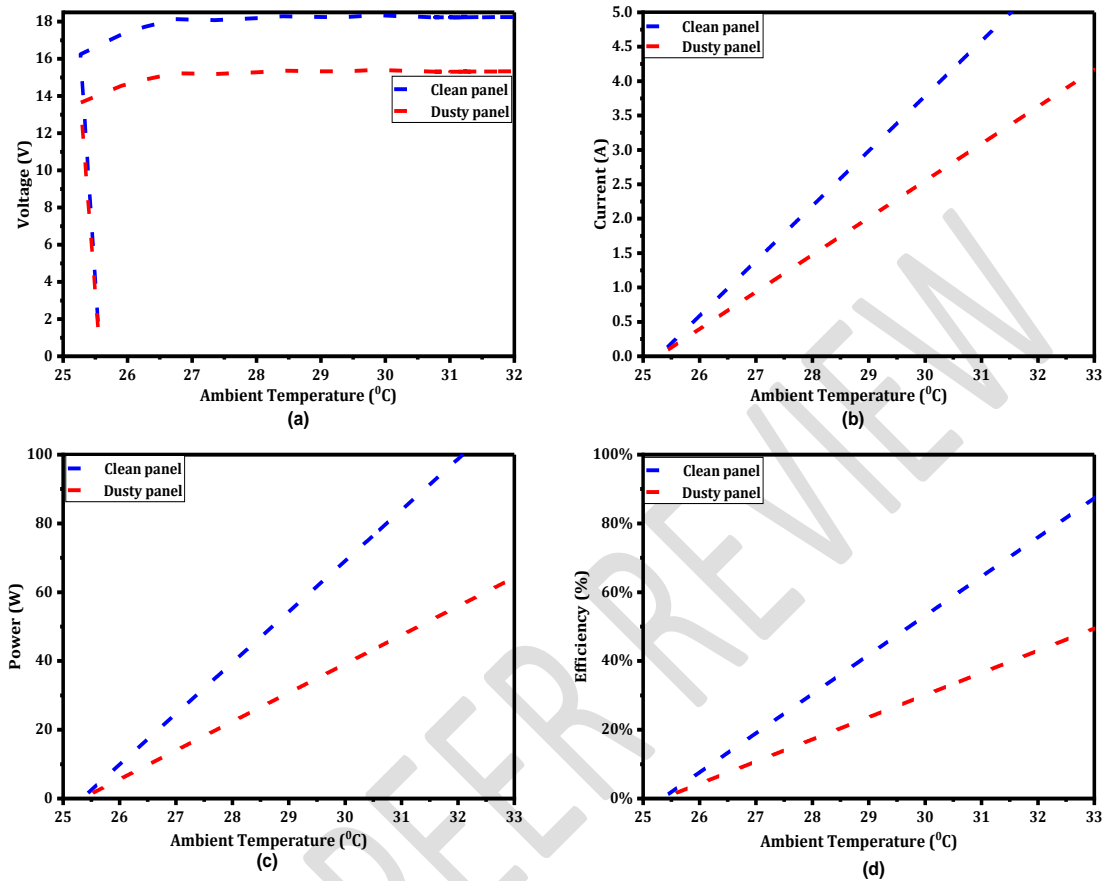 18
16
14
12
10
8
6
4
2
0
Voltage (V)
Clean panel
Dusty panel
25 26 27 28 29 30 31 32
Ambient Temperature (⁰C)
(a)
5.0
4.5
4.0
3.5
3.0
2.5
2.0
1.5
1.0
0.5
0.0
Current (A)
Clean panel
Dusty panel
25 26 27 28 29 30 31 32 33
Ambient Temperature (⁰C)
(b)
100
80
60
40
20
0
Power (W)
Clean panel
Dusty panel
25 26 27 28 29 30 31 32 33
Ambient Temperature (⁰C)
(c)
100%
80%
60%
40%
20%
0%
Efficiency (%)
Clean panel
Dusty panel
25 26 27 28 29 30 31 32 33
Ambient Temperature (⁰C)
(d)
PEER REVIEW